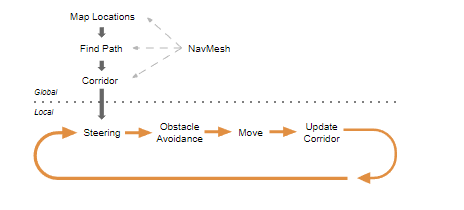 Map Locations
Find Path
NavMesh
Corridor
Global
Local
Steering
Obstacle
Avoidance
Move
Update
Corridor